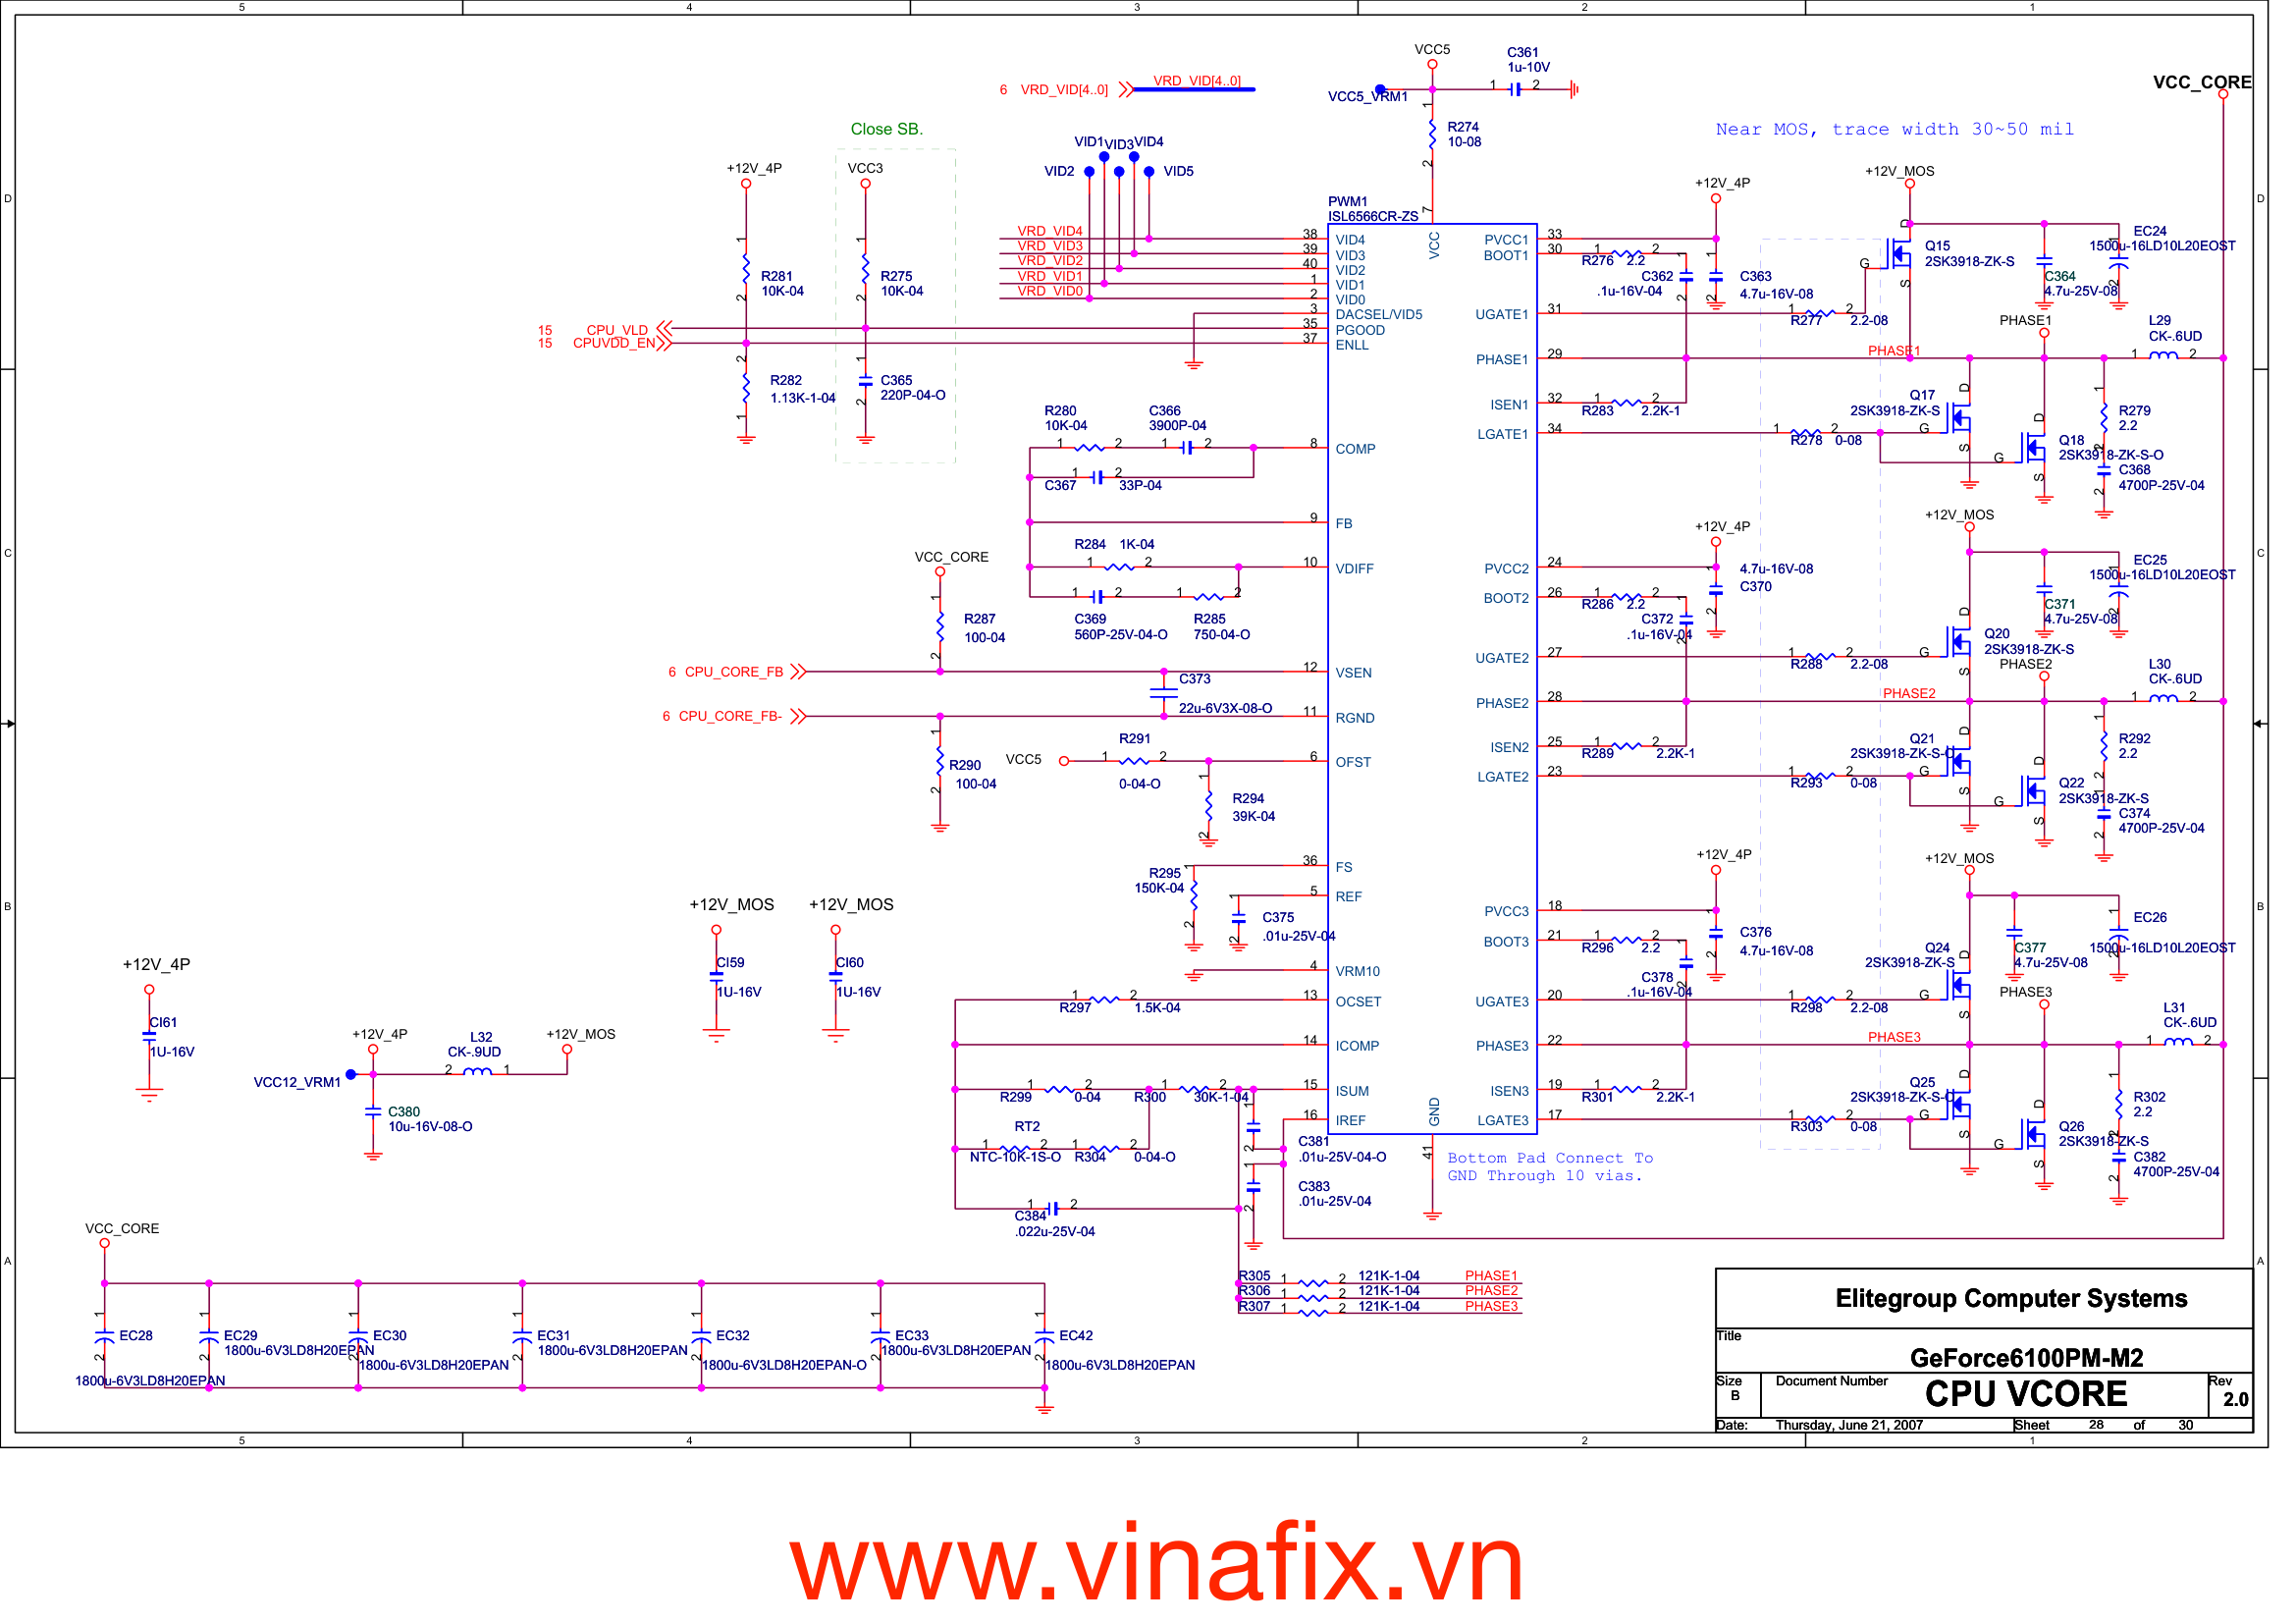 5 4 3 2 1
D
C
B
A
D
C
B
A
VCC5
C361
1u-10V
1 2
VCC5_VRM1
R274
10-08
6 VRD_VID[4..0]
VRD_VID[4..0]
Close SB.
Near MOS, trace width 30~50 mil
VCC_CORE
VID1
VID3
VID4
VID2
VID5
+12V_4P
VCC3
R281
10K-04
R275
10K-04
R282
1.13K-1-04
C365
220P-04-O
15 CPU_VLD
15 CPUVDD_EN
VRD_VID4
VRD_VID3
VRD_VID2
VRD_VID1
VRD_VID0
PWM1
ISL6566CR-ZS
7
VCC
38 VID4
39 VID3
40 VID2
1 VID1
2 VID0
3 DACSEL/VID5
35 PGOOD
37 ENLL
8 COMP
9 FB
10 VDIFF
12 VSEN
11 RGND
6 OFST
36 FS
5 REF
4 VRM10
13 OCSET
14 ICOMP
15 ISUM
16 IREF
GND
41
PVCC1 33
BOOT1 30
UGATE1 31
PHASE1 29
ISEN1 32
LGATE1 34
PVCC2 24
BOOT2 26
UGATE2 27
PHASE2 28
ISEN2 25
LGATE2 23
PVCC3 18
BOOT3 21
UGATE3 20
PHASE3 22
ISEN3 19
LGATE3 17
R280
10K-04
C366
3900P-04
C367 33P-04
R284 1K-04
C369
560P-25V-04-O
R285
750-04-O
VCC_CORE
R287
100-04
6 CPU_CORE_FB
6 CPU_CORE_FB-
C373
22u-6V3X-08-O
R290
100-04
VCC5
R291
0-04-O
R294
39K-04
R295
150K-04
C375
.01u-25V-04
R297 1.5K-04
R299 0-04
R300 30K-1-04
RT2
NTC-10K-1S-O
R304 0-04-O
C381
.01u-25V-04-O
C383
.01u-25V-04
C384
.022u-25V-04
R305 1 2 121K-1-04 PHASE1
R306 1 2 121K-1-04 PHASE2
R307 1 2 121K-1-04 PHASE3
Bottom Pad Connect To
GND Through 10 vias.
+12V_4P
R276 2.2
C362
.1u-16V-04
C363
4.7u-16V-08
R277 2.2-08
PHASE1
R283 2.2K-1
R278 0-08
+12V_MOS
Q15
2SK3918-ZK-S
C364
4.7u-25V-08
EC24
1500u-16LD10L20EOST
PHASE1
L29
CK-.6UD
Q17
2SK3918-ZK-S
Q18
2SK3918-ZK-S-O
R279
2.2
C368
4700P-25V-04
+12V_4P
4.7u-16V-08
C370
R286 2.2
C372
.1u-16V-04
R288 2.2-08
PHASE2
R289 2.2K-1
R293 0-08
+12V_MOS
EC25
1500u-16LD10L20EOST
C371
4.7u-25V-08
Q20
2SK3918-ZK-S
PHASE2
L30
CK-.6UD
Q21
2SK3918-ZK-S-O
Q22
2SK3918-ZK-S
R292
2.2
C374
4700P-25V-04
+12V_4P
C376
4.7u-16V-08
R296 2.2
C378
.1u-16V-04
R298 2.2-08
PHASE3
R301 2.2K-1
R303 0-08
+12V_MOS
EC26
1500u-16LD10L20EOST
C377
4.7u-25V-08
Q24
2SK3918-ZK-S
PHASE3
L31
CK-.6UD
Q25
2SK3918-ZK-S-O
Q26
2SK3918-ZK-S
R302
2.2
C382
4700P-25V-04
+12V_MOS
CI59
1U-16V
+12V_MOS
CI60
1U-16V
+12V_4P
CI61
1U-16V
+12V_4P
L32
CK-.9UD
+12V_MOS
VCC12_VRM1
C380
10u-16V-08-O
VCC_CORE
EC28
1800u-6V3LD8H20EPAN
EC29
1800u-6V3LD8H20EPAN
EC30
1800u-6V3LD8H20EPAN
EC31
1800u-6V3LD8H20EPAN
EC32
1800u-6V3LD8H20EPAN-O
EC33
1800u-6V3LD8H20EPAN
EC42
1800u-6V3LD8H20EPAN
Elitegroup Computer Systems
Title
GeForce6100PM-M2
Size
B
Document Number
CPU VCORE
Rev
2.0
Date: Thursday, June 21, 2007 Sheet 28 of 30
5 4 3 2 1
www.vinafix.vn